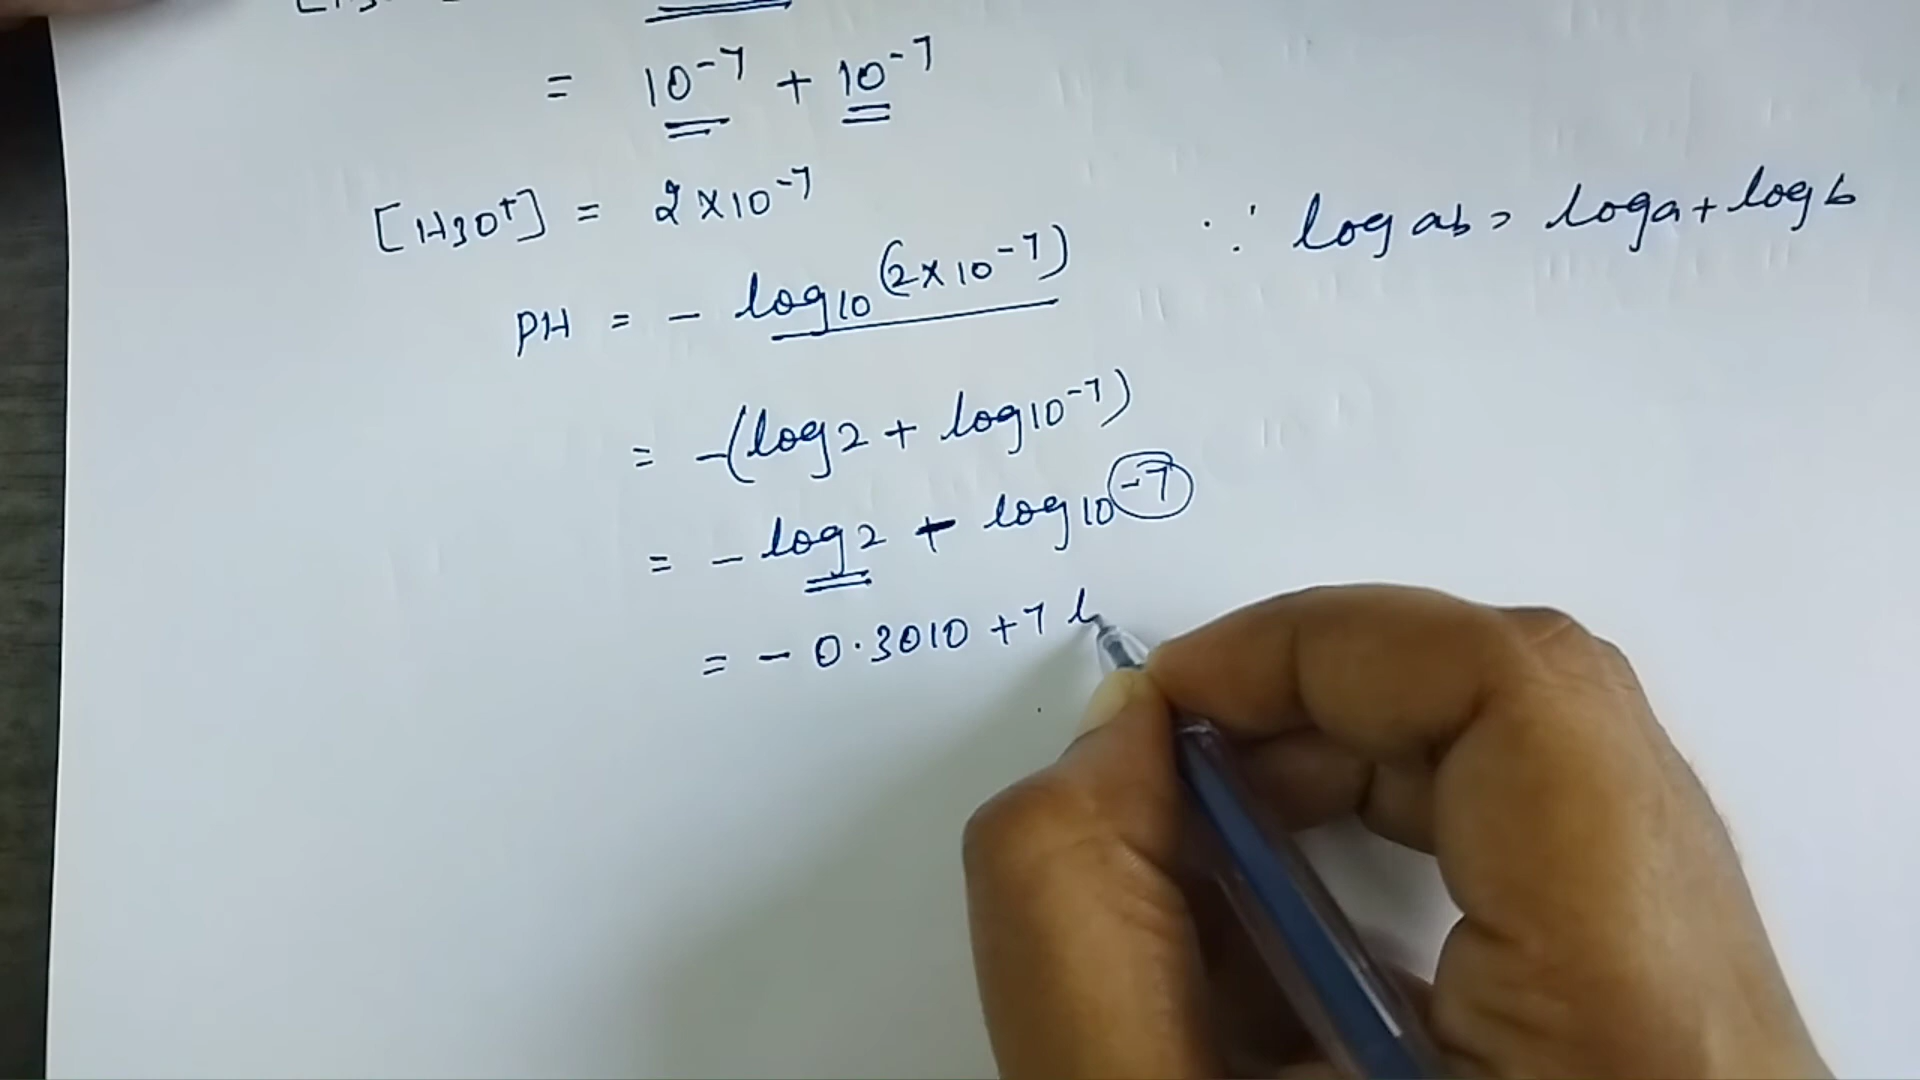 = 10⁻⁷ + 10⁻⁷
[H3O⁺] = 2 × 10⁻⁷
∵ log ab = log a + log b
PH = - log₁₀(2 × 10⁻⁷)
= -(log 2 + log 10⁻⁷)
= - log 2 - log 10⁻⁷
= - 0.3010 + 7 l